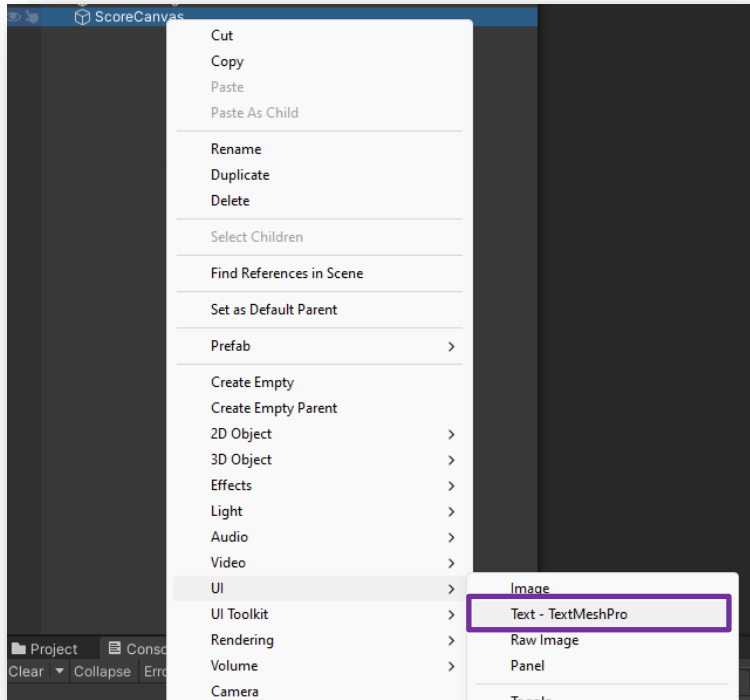 ScoreCanvas
Cut
Copy
Paste
Paste As Child
Rename
Duplicate
Delete
Select Children
Find References in Scene
Set as Default Parent
Prefab
Create Empty
Create Empty Parent
2D Object
3D Object
Effects
Light
Audio
Video
UI
Image
UI Toolkit
Text - TextMeshPro
Rendering
Raw Image
Volume
Panel
Camera
Project
Clear
Collapse